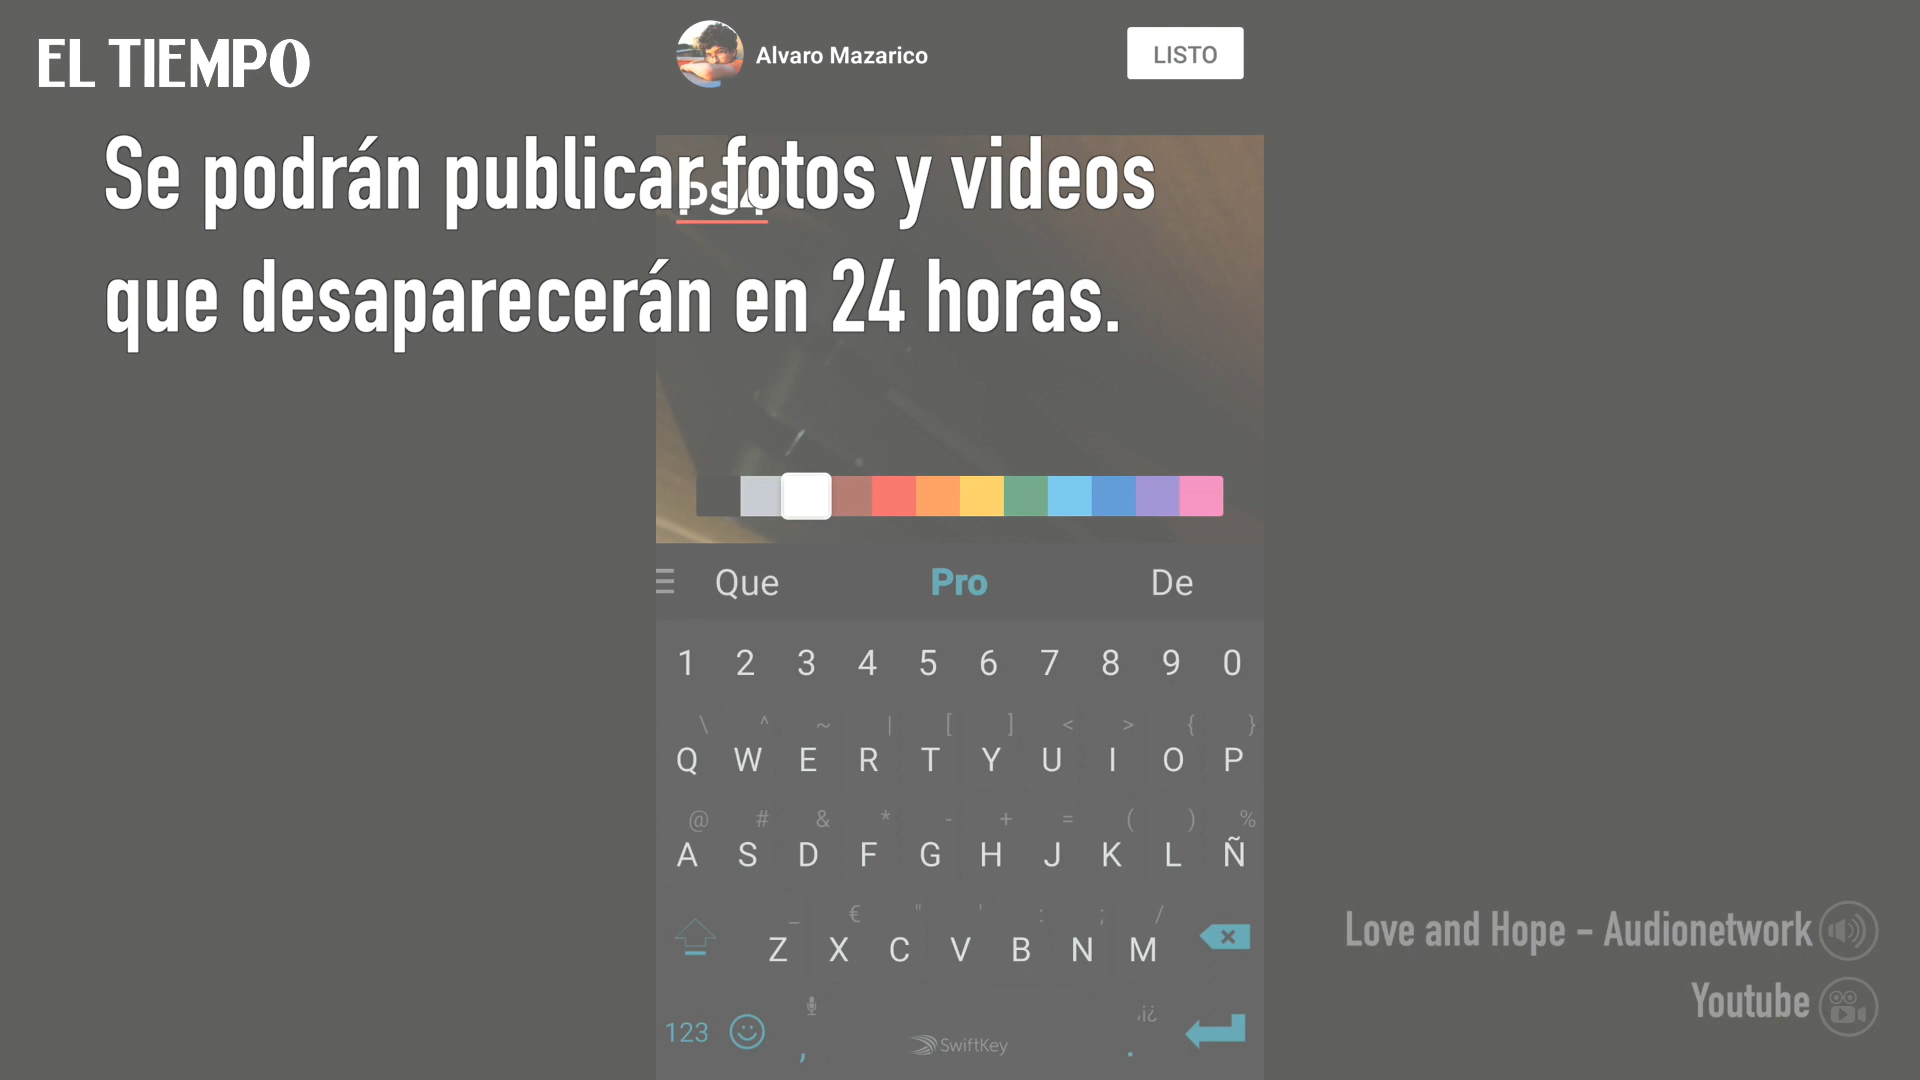 EL TIEMPO
Alvaro Mazarico
LISTO
Se podrán publicar fotos y videos
PS4
que desaparecerán en 24 horas.
Que Pro De
1 2 3 4 5 6 7 8 9 0
\ ^ ~ | [ ] < > { }
Q W E R T Y U I O P
@ # & * - + = ( ) %
A S D F G H J K L Ñ
_ € " ' : ; /
Z X C V B N M
Love and Hope - Audionetwork
Youtube
123 , SwiftKey .